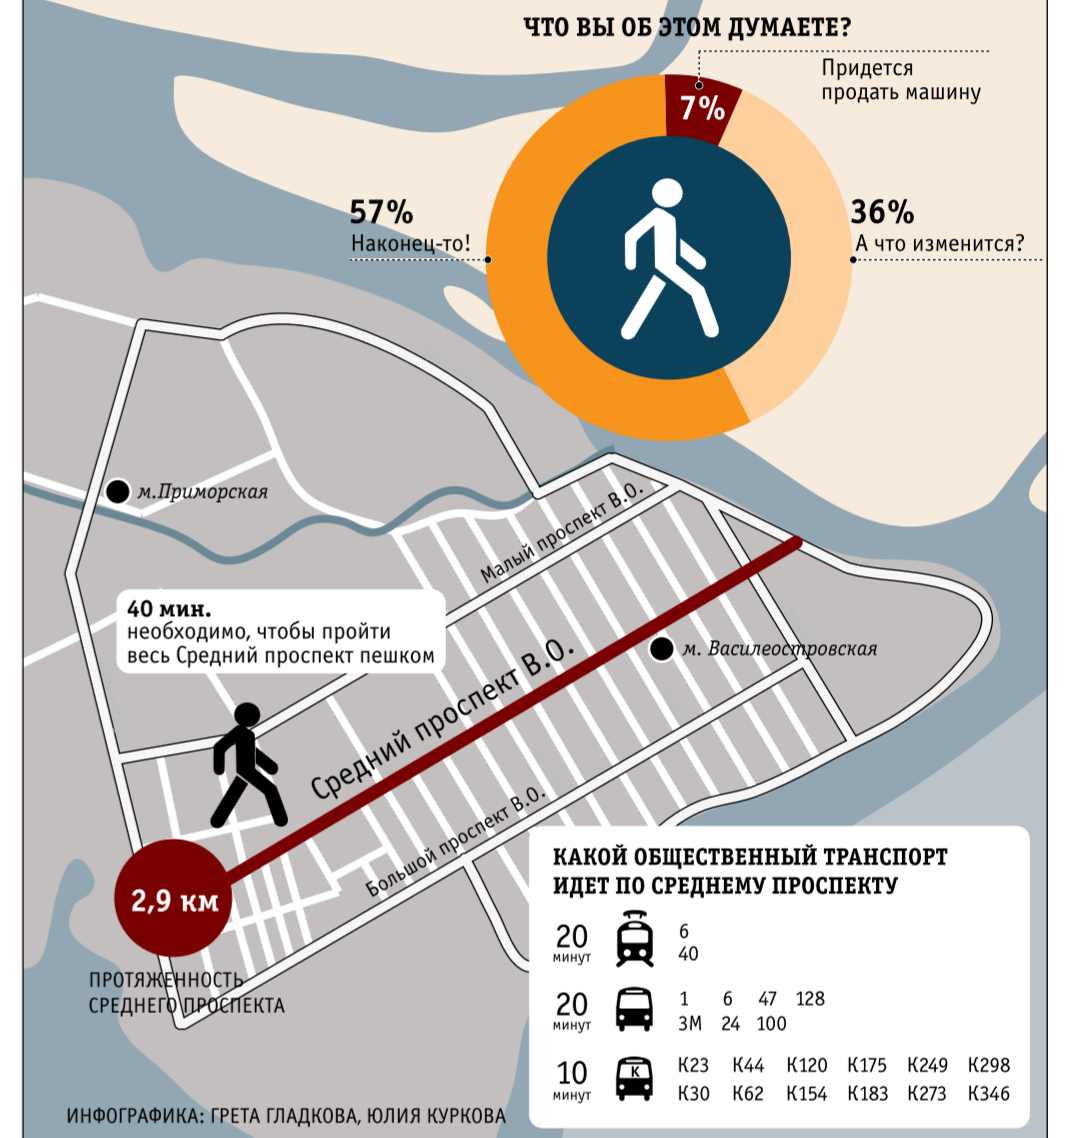 ЧТО ВЫ ОБ ЭТОМ ДУМАЕТЕ?
Придется
продать машину
7%
57%
Наконец-то!
36%
А что изменится?
м.Приморская
Малый проспект В.О.
40 мин.
необходимо, чтобы пройти
весь Средний проспект пешком
м. Василеостровская
Средний проспект В.О.
Большой проспект В.О.
2,9 км
ПРОТЯЖЕННОСТЬ
СРЕДНЕГО ПРОСПЕКТА
КАКОЙ ОБЩЕСТВЕННЫЙ ТРАНСПОРТ
ИДЕТ ПО СРЕДНЕМУ ПРОСПЕКТУ
20
минут
6
40
20
минут
1 6 47 128
3М 24 100
10
минут
К
К23 К44 К120 К175 К249 К298
К30 К62 К154 К183 К273 К346
ИНФОГРАФИКА: ГРЕТА ГЛАДКОВА, ЮЛИЯ КУРКОВА